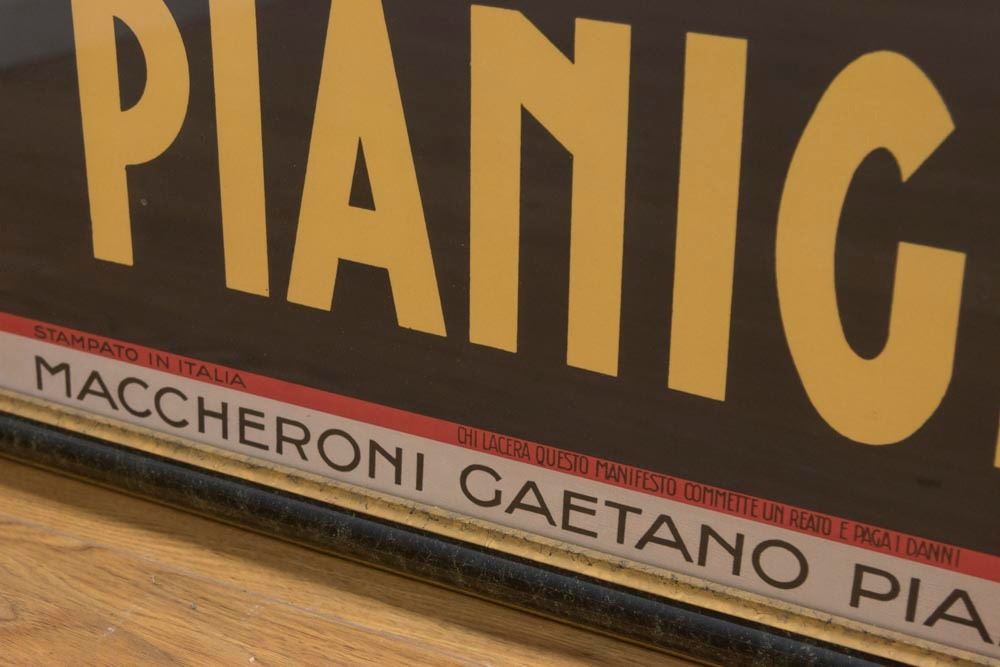 PIANIG
STAMPATO IN ITALIA
CHI LACERA QUESTO MANIFESTO COMMETTE UN REATO E PAGA I DANNI
MACCHERONI GAETANO PIA